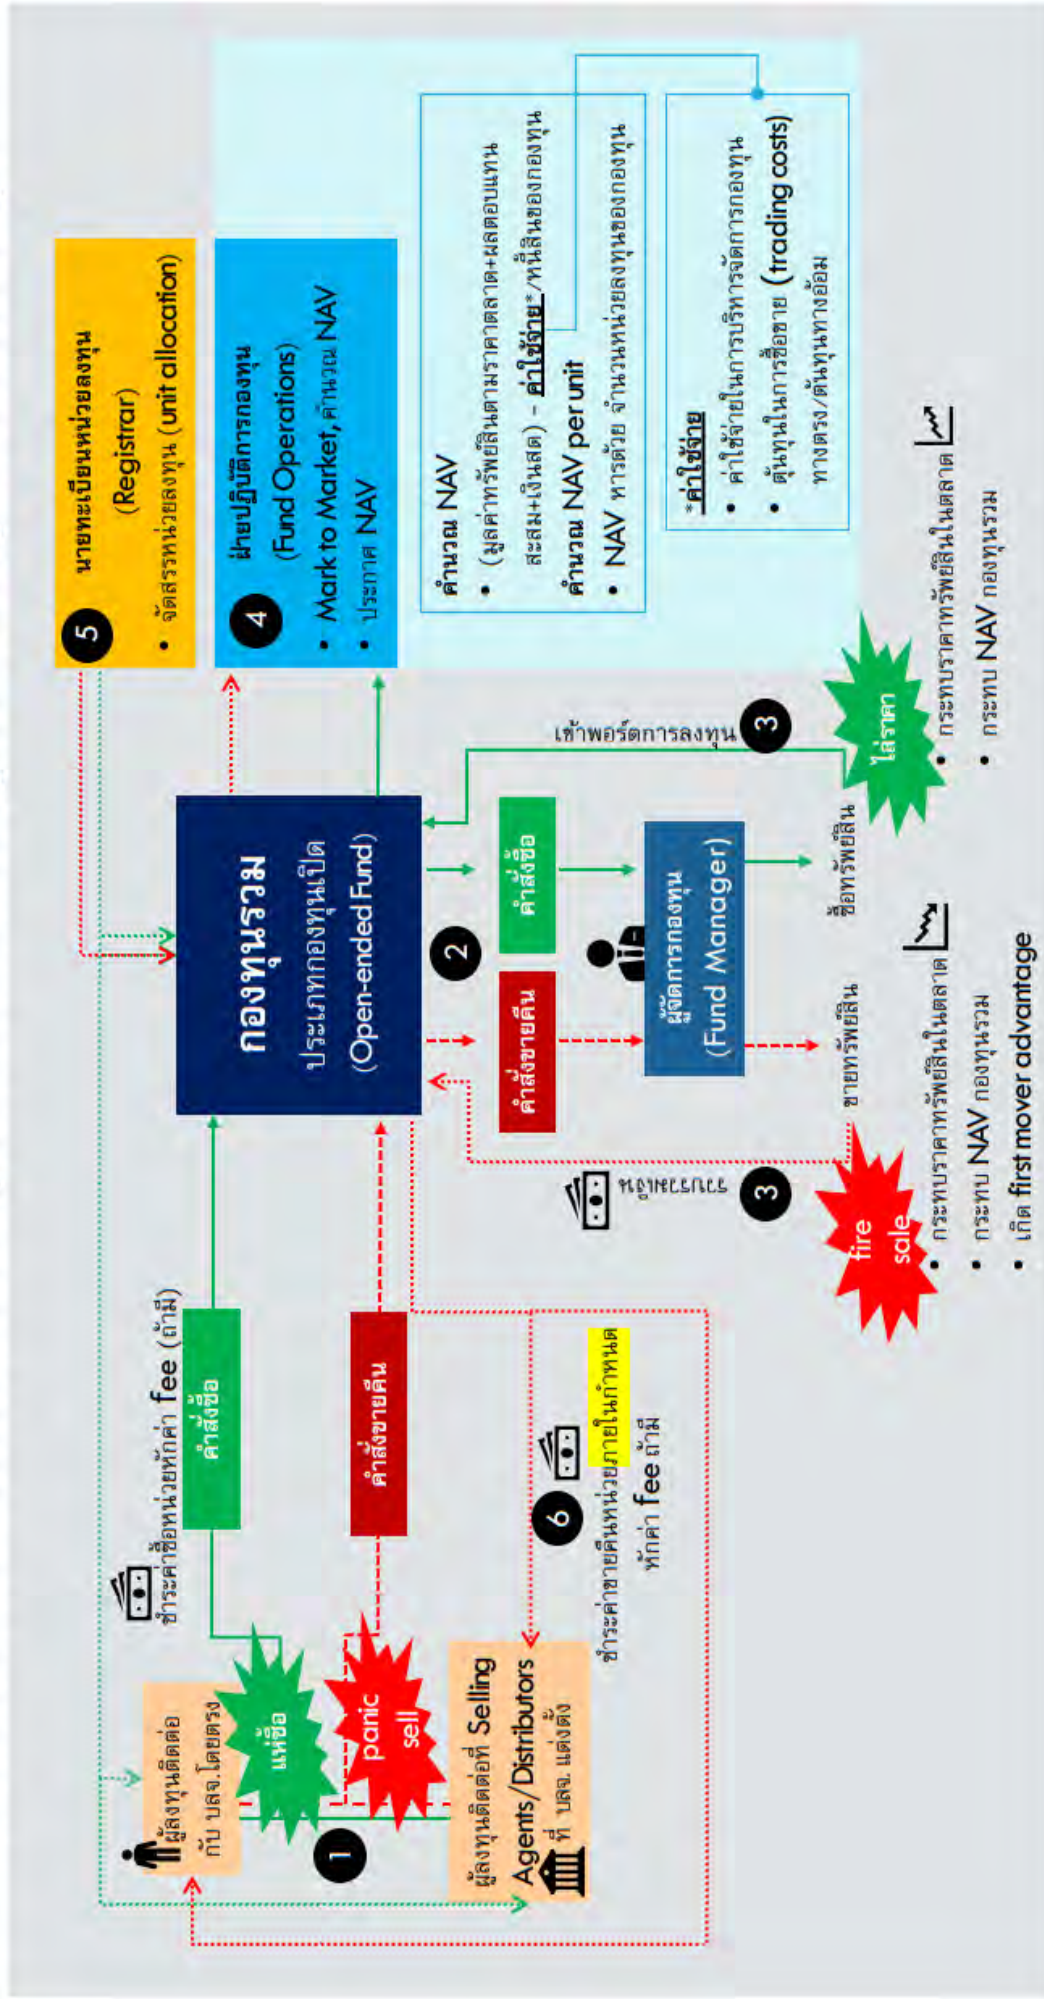 5
นายทะเบียนหน่วยลงทุน
(Registrar)
• จัดสรรหน่วยลงทุน (unit allocation)
4
ฝ่ายปฏิบัติการกองทุน
(Fund Operations)
• Mark to Market, คำนวณ NAV
• ประกาศ NAV
คำนวณ NAV
• (มูลค่าทรัพย์สินตามราคาตลาด+ผลตอบแทน
สะสม+เงินสด) - ค่าใช้จ่าย*/หนี้สินของกองทุน
คำนวณ NAV per unit
• NAV หารด้วย จำนวนหน่วยลงทุนของกองทุน
*ค่าใช้จ่าย
• ค่าใช้จ่ายในการบริหารจัดการกองทุน
• ต้นทุนในการซื้อขาย (trading costs)
ทางตรง/ต้นทุนทางอ้อม
กองทุนรวม
ประเภทกองทุนเปิด
(Open-ended Fund)
ชำระค่าซื้อหน่วยหักค่า fee (ถ้ามี)
คำสั่งซื้อ
คำสั่งขายคืน
ผู้ลงทุนติดต่อ
กับ บลจ.โดยตรง
แห่ซื้อ
1
panic
sell
ผู้ลงทุนติดต่อที่ Selling
Agents/Distributors
ที่ บลจ. แต่งตั้ง
6
ชำระค่าขายคืนหน่วยภายในกำหนด
หักค่า fee ถ้ามี
2
คำสั่งขายคืน
คำสั่งซื้อ
ผู้จัดการกองทุน
(Fund Manager)
รวบรวมเงิน
3
เข้าพอร์ตการลงทุน
3
ขายทรัพย์สิน
ซื้อทรัพย์สิน
fire
sale
• กระทบราคาทรัพย์สินในตลาด
• กระทบ NAV กองทุนรวม
• เกิด first mover advantage
ไล่ราคา
• กระทบราคาทรัพย์สินในตลาด
• กระทบ NAV กองทุนรวม